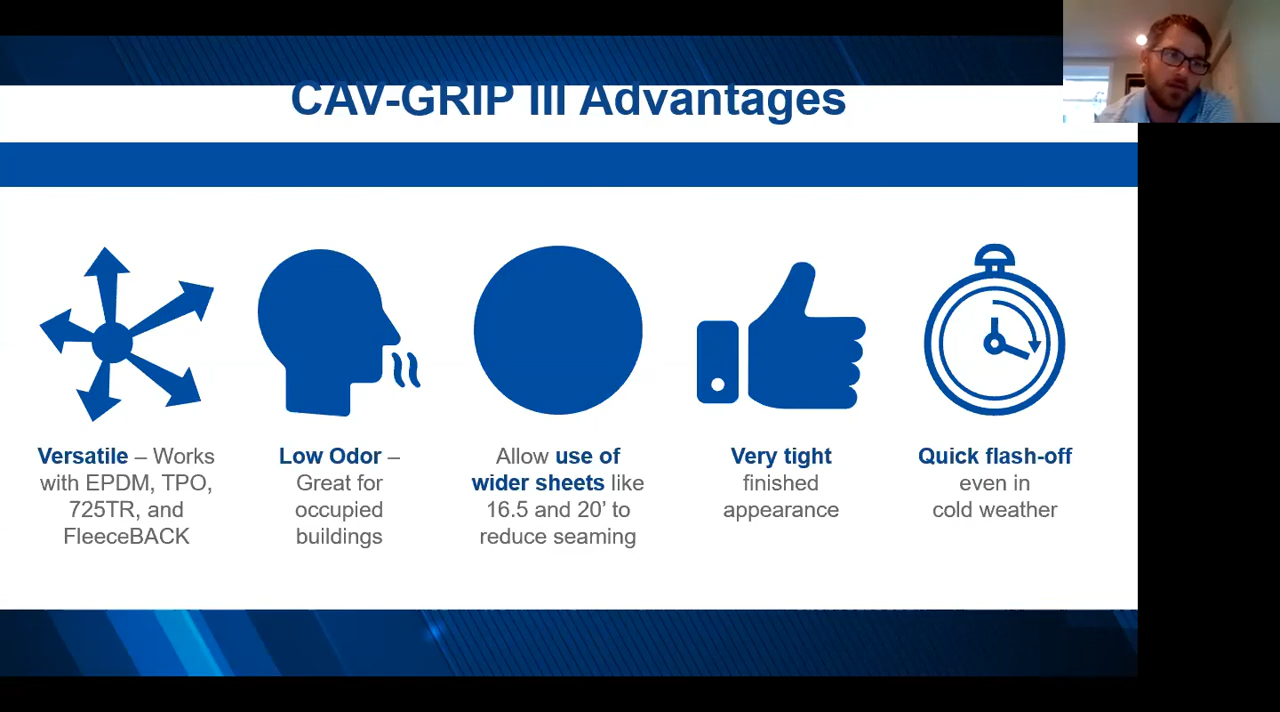 CAV-GRIP III Advantages
Versatile – Works
with EPDM, TPO,
725TR, and
FleeceBACK
Low Odor –
Great for
occupied
buildings
Allow use of
wider sheets like
16.5 and 20’ to
reduce seaming
Very tight
finished
appearance
Quick flash-off
even in
cold weather